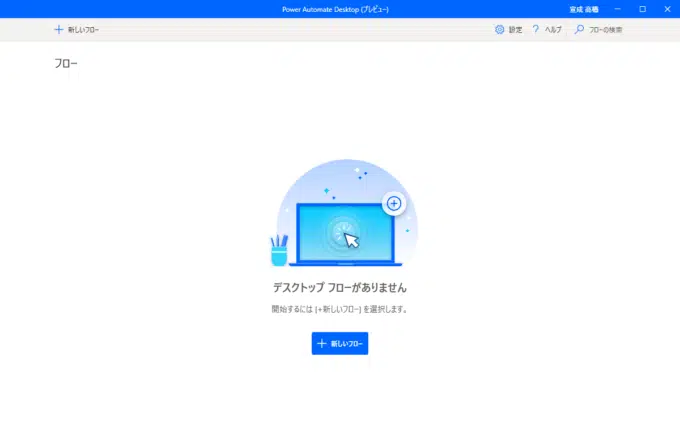 Power Automate Desktop (プレビュー)
宣成 高橋
新しいフロー
設定
ヘルプ
フローの検索
フロー
デスクトップ フローがありません
開始するには [+新しいフロー] を選択します。
新しいフロー